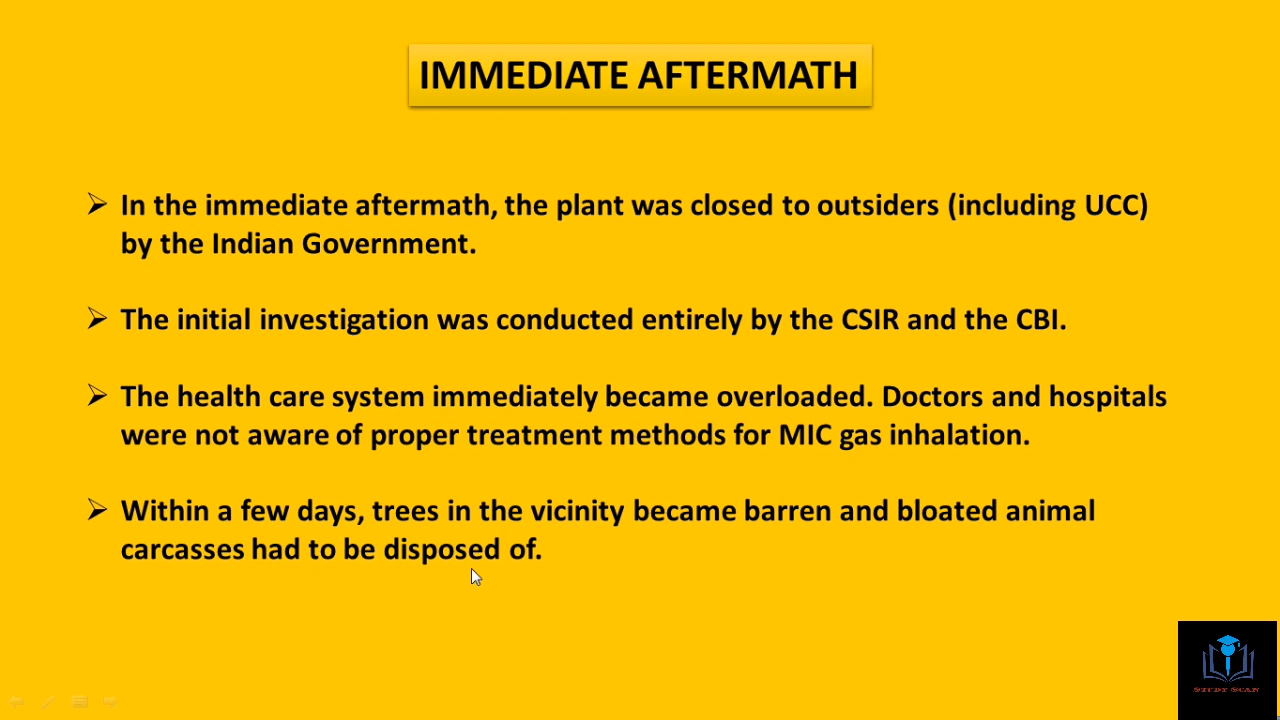 IMMEDIATE AFTERMATH
➢ In the immediate aftermath, the plant was closed to outsiders (including UCC)
by the Indian Government.
➢ The initial investigation was conducted entirely by the CSIR and the CBI.
➢ The health care system immediately became overloaded. Doctors and hospitals
were not aware of proper treatment methods for MIC gas inhalation.
➢ Within a few days, trees in the vicinity became barren and bloated animal
carcasses had to be disposed of.
STUDY SCAN